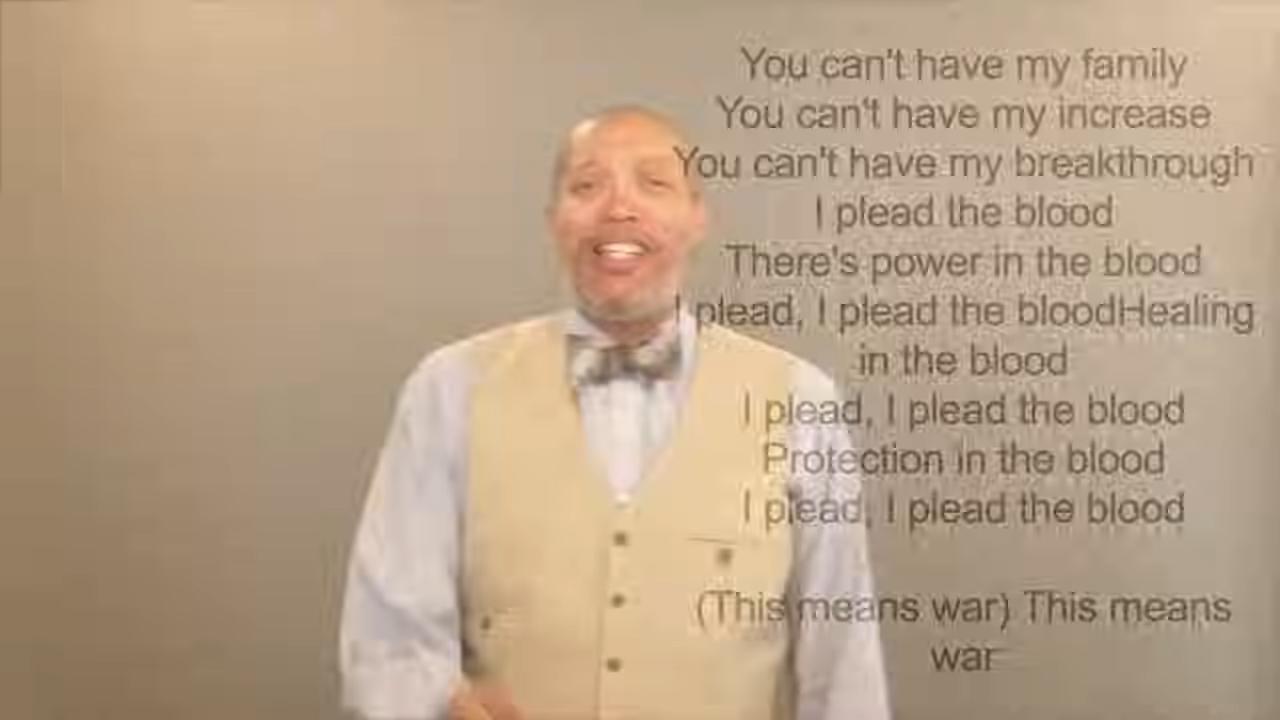 You can't have my family
You can't have my increase
You can't have my breakthrough
I plead the blood
There's power in the blood
I plead, I plead the bloodHealing
in the blood
I plead, I plead the blood
Protection in the blood
I plead, I plead the blood
(This means war) This means
war